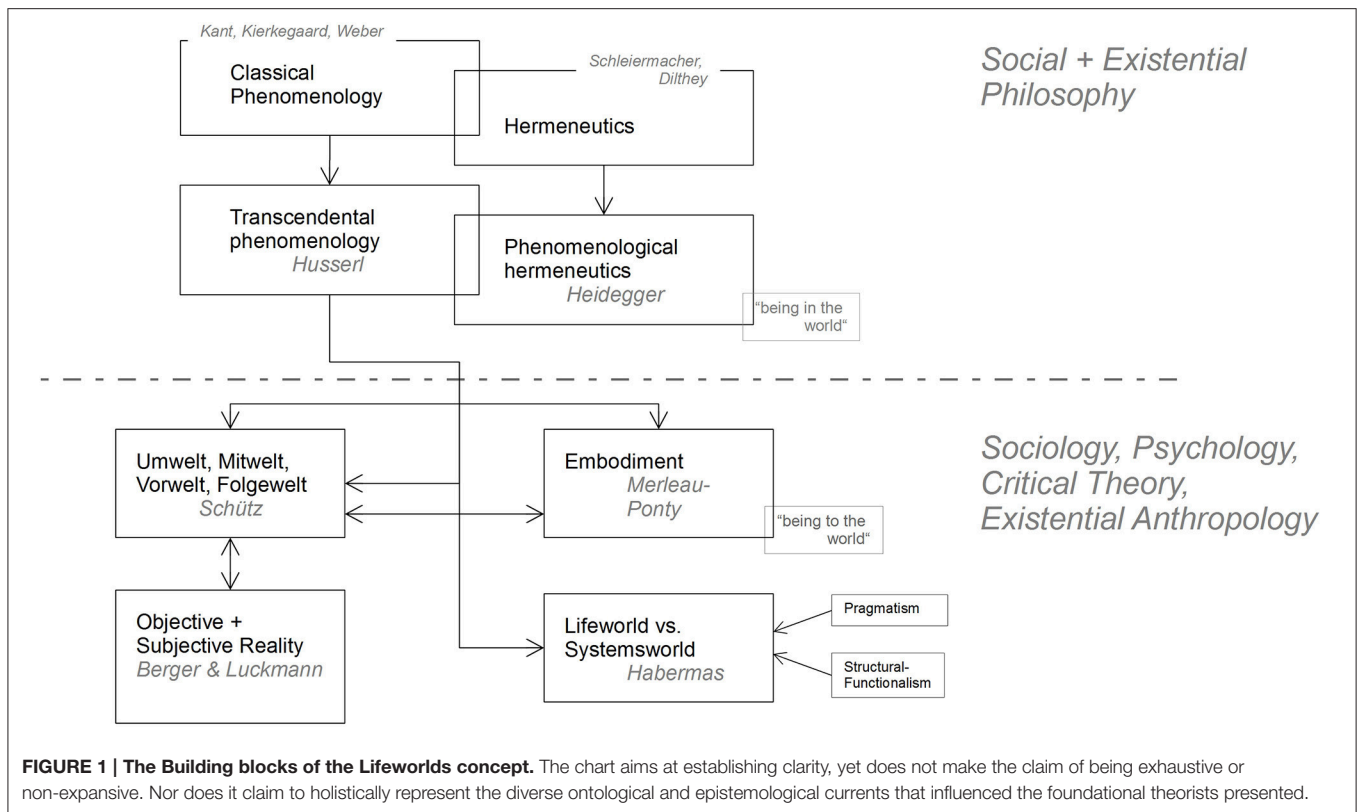 Kant, Kierkegaard, Weber
Classical
Phenomenology
Schleiermacher,
Dilthey
Hermeneutics
Social + Existential
Philosophy
Transcendental
phenomenology
Husserl
Phenomenological
hermeneutics
Heidegger
"being in the
world"
Umwelt, Mitwelt,
Vorwelt, Folgewelt
Schütz
Embodiment
Merleau-
Ponty
"being to the
world"
Sociology, Psychology,
Critical Theory,
Existential Anthropology
Objective +
Subjective Reality
Berger & Luckmann
Lifeworld vs.
Systemsworld
Habermas
Pragmatism
Structural-
Functionalism
FIGURE 1 | The Building blocks of the Lifeworlds concept. The chart aims at establishing clarity, yet does not make the claim of being exhaustive or
non-expansive. Nor does it claim to holistically represent the diverse ontological and epistemological currents that influenced the foundational theorists presented.